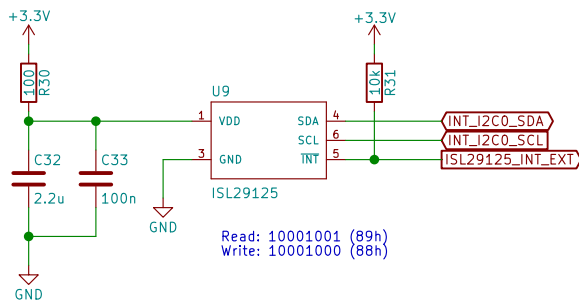 +3.3V
+3.3V
100
R30
10k
R31
U9
1
VDD
SDA
4
INT_I2C0_SDA
SCL
6
INT_I2C0_SCL
3
GND
INT
5
ISL29125_INT_EXT
C32
C33
2.2u
100n
ISL29125
GND
Read: 10001001 (89h)
Write: 10001000 (88h)
GND